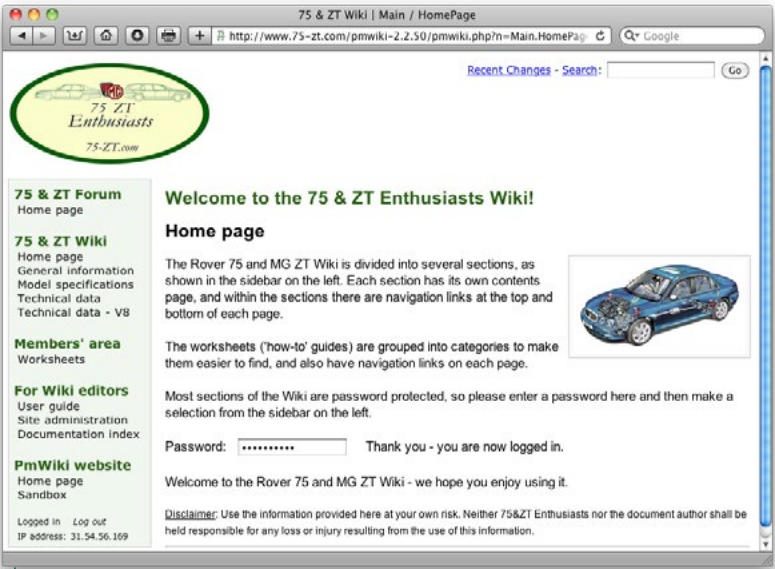 75 & ZT Wiki | Main / HomePage
http://www.75-zt.com/pmwiki-2.2.50/pmwiki.php?n=Main.HomePag
Google
Recent Changes - Search:
Go
75 ZT
Enthusiasts
75-ZT.com
75 & ZT Forum
Home page
75 & ZT Wiki
Home page
General information
Model specifications
Technical data
Technical data - V8
Members' area
Worksheets
For Wiki editors
User guide
Site administration
Documentation index
PmWiki website
Home page
Sandbox
Logged in Log out
IP address: 31.54.56.169
Welcome to the 75 & ZT Enthusiasts Wiki!
Home page
The Rover 75 and MG ZT Wiki is divided into several sections, as
shown in the sidebar on the left. Each section has its own contents
page, and within the sections there are navigation links at the top and
bottom of each page.
The worksheets ('how-to' guides) are grouped into categories to make
them easier to find, and also have navigation links on each page.
Most sections of the Wiki are password protected, so please enter a password here and then make a
selection from the sidebar on the left.
Password: •••••••••• Thank you - you are now logged in.
Welcome to the Rover 75 and MG ZT Wiki - we hope you enjoy using it.
Disclaimer: Use the information provided here at your own risk. Neither 75&ZT Enthusiasts nor the document author shall be
held responsible for any loss or injury resulting from the use of this information.